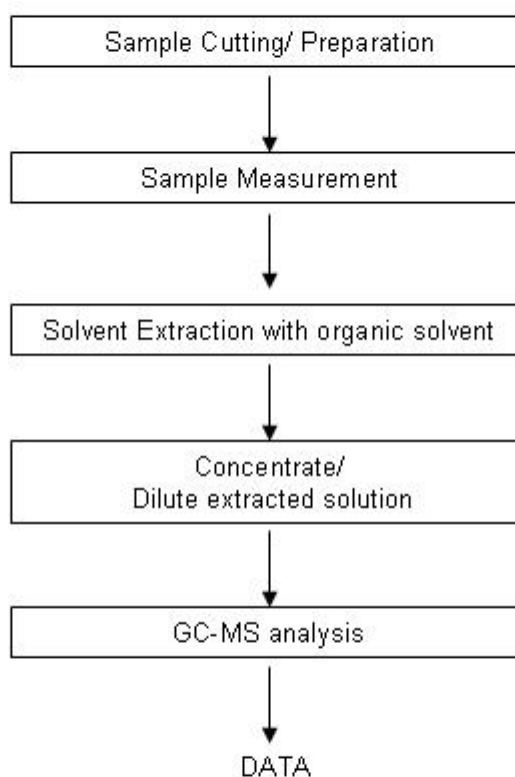 Sample Cutting/ Preparation
Sample Measurement
Solvent Extraction with organic solvent
Concentrate/
Dilute extracted solution
GC-MS analysis
DATA